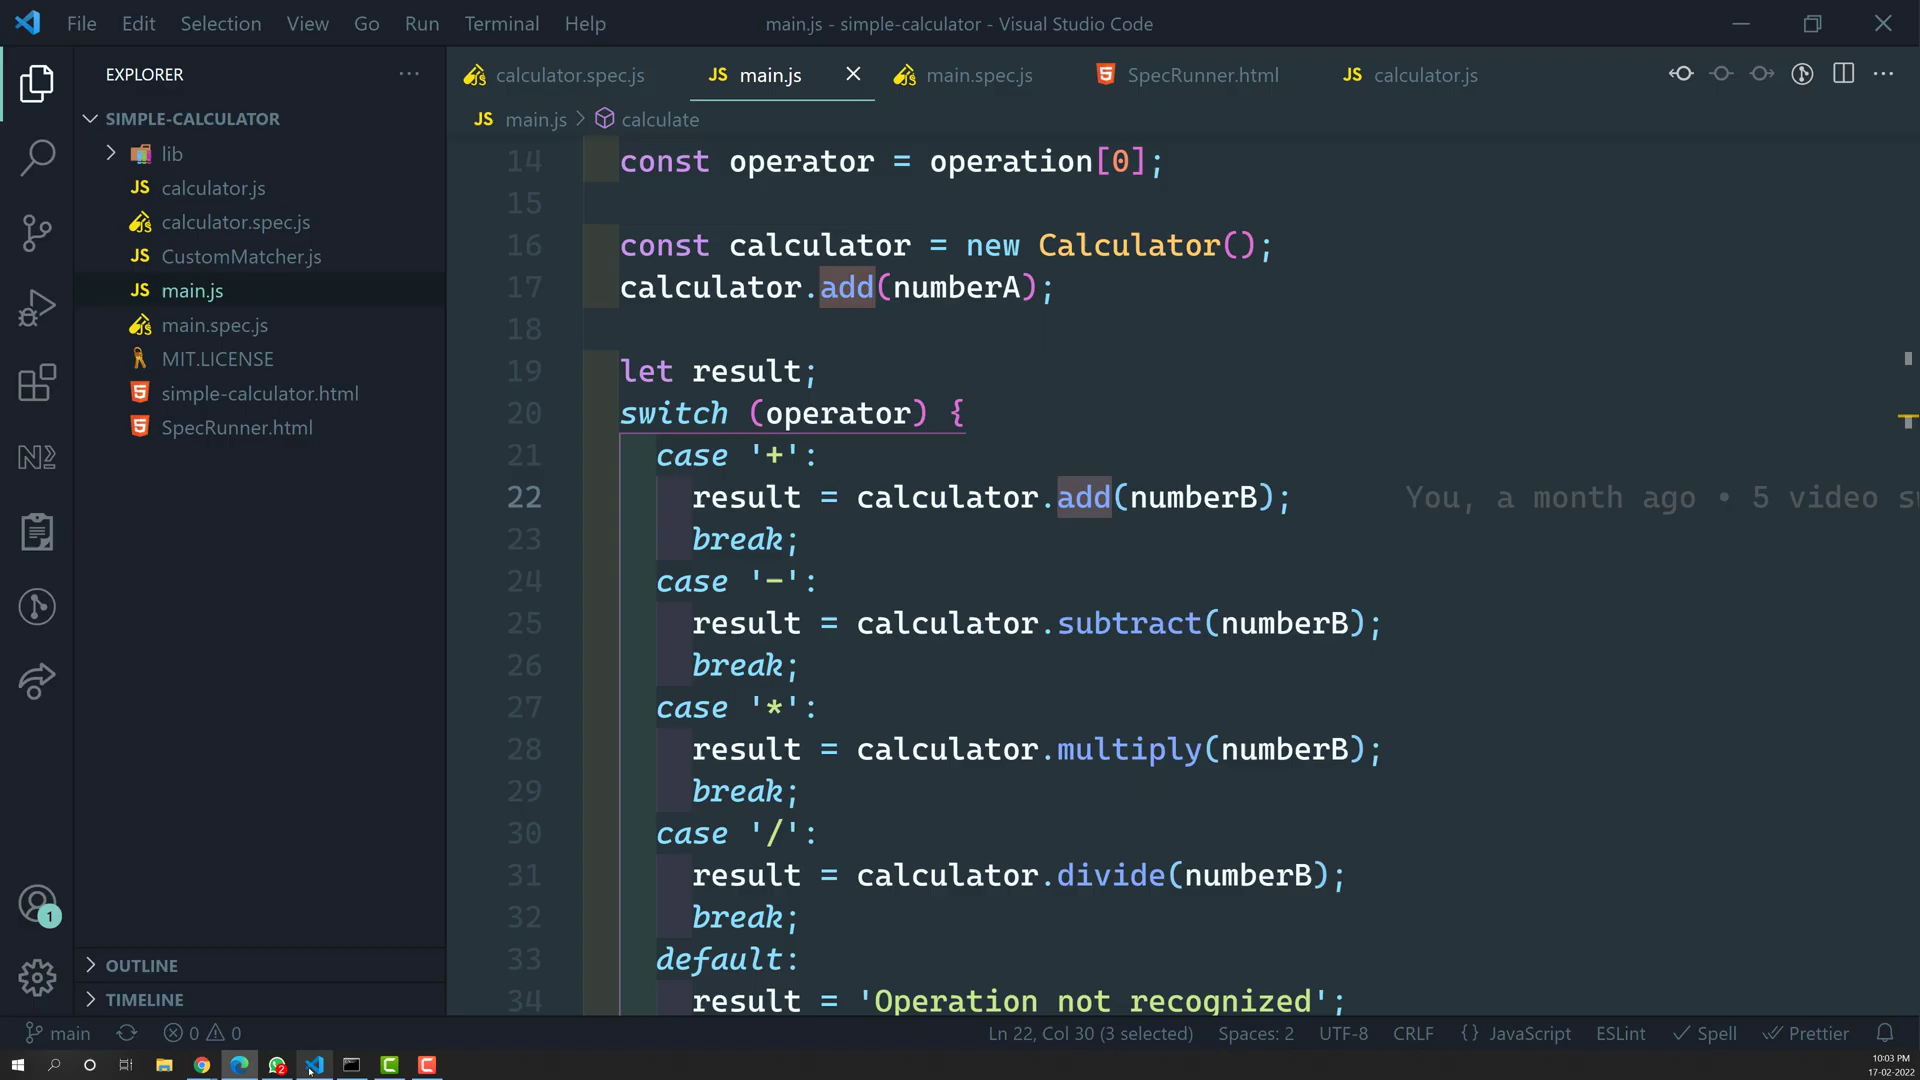 File Edit Selection View Go Run Terminal Help
main.js - simple-calculator - Visual Studio Code
EXPLORER
SIMPLE-CALCULATOR
lib
JS calculator.js
calculator.spec.js
JS CustomMatcher.js
JS main.js
main.spec.js
MIT.LICENSE
simple-calculator.html
SpecRunner.html
OUTLINE
TIMELINE
calculator.spec.js JS main.js main.spec.js SpecRunner.html JS calculator.js
JS main.js > calculate
14 const operator = operation[0];
15
16 const calculator = new Calculator();
17 calculator.add(numberA);
18
19 let result;
20 switch (operator) {
21 case '+':
22 result = calculator.add(numberB); You, a month ago • 5 video
23 break;
24 case '-':
25 result = calculator.subtract(numberB);
26 break;
27 case '*':
28 result = calculator.multiply(numberB);
29 break;
30 case '/':
31 result = calculator.divide(numberB);
32 break;
33 default:
34 result = 'Operation not recognized';
1
main 0 0 Ln 22, Col 30 (3 selected) Spaces: 2 UTF-8 CRLF {} JavaScript ESLint Spell Prettier
2
10:03 PM
17-02-2022